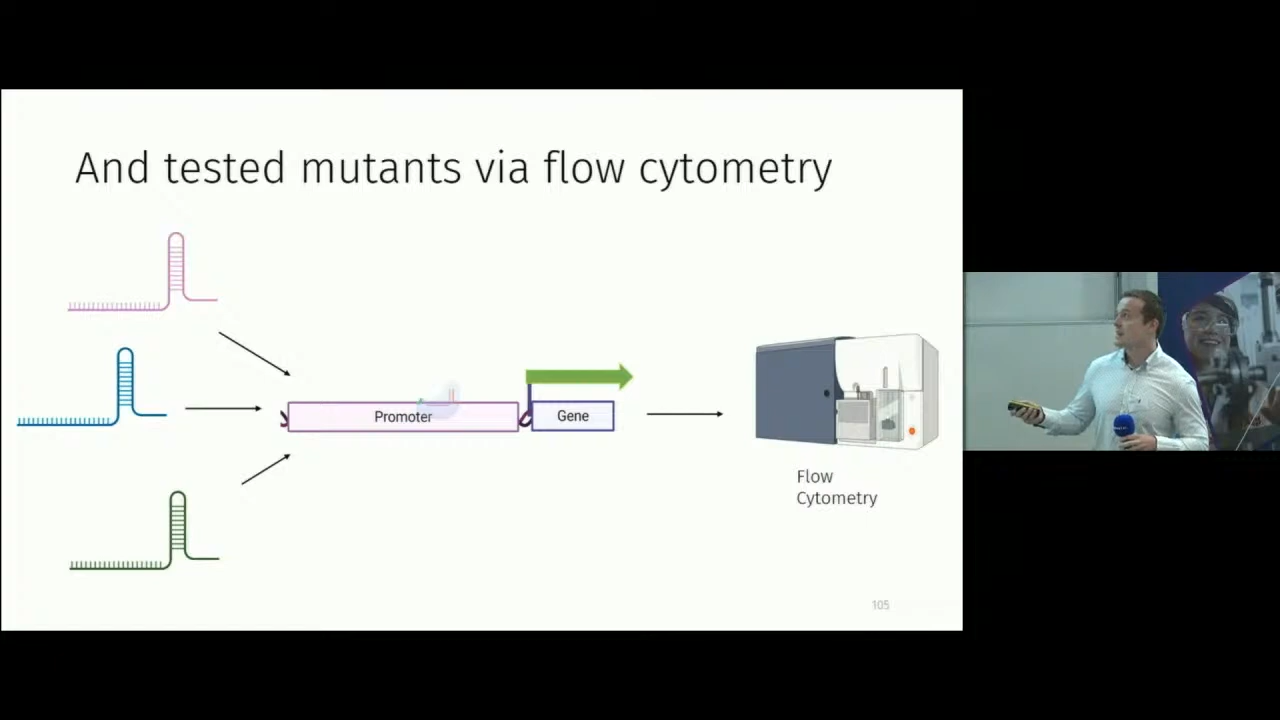 And tested mutants via flow cytometry
Promoter
Gene
Flow
Cytometry
105